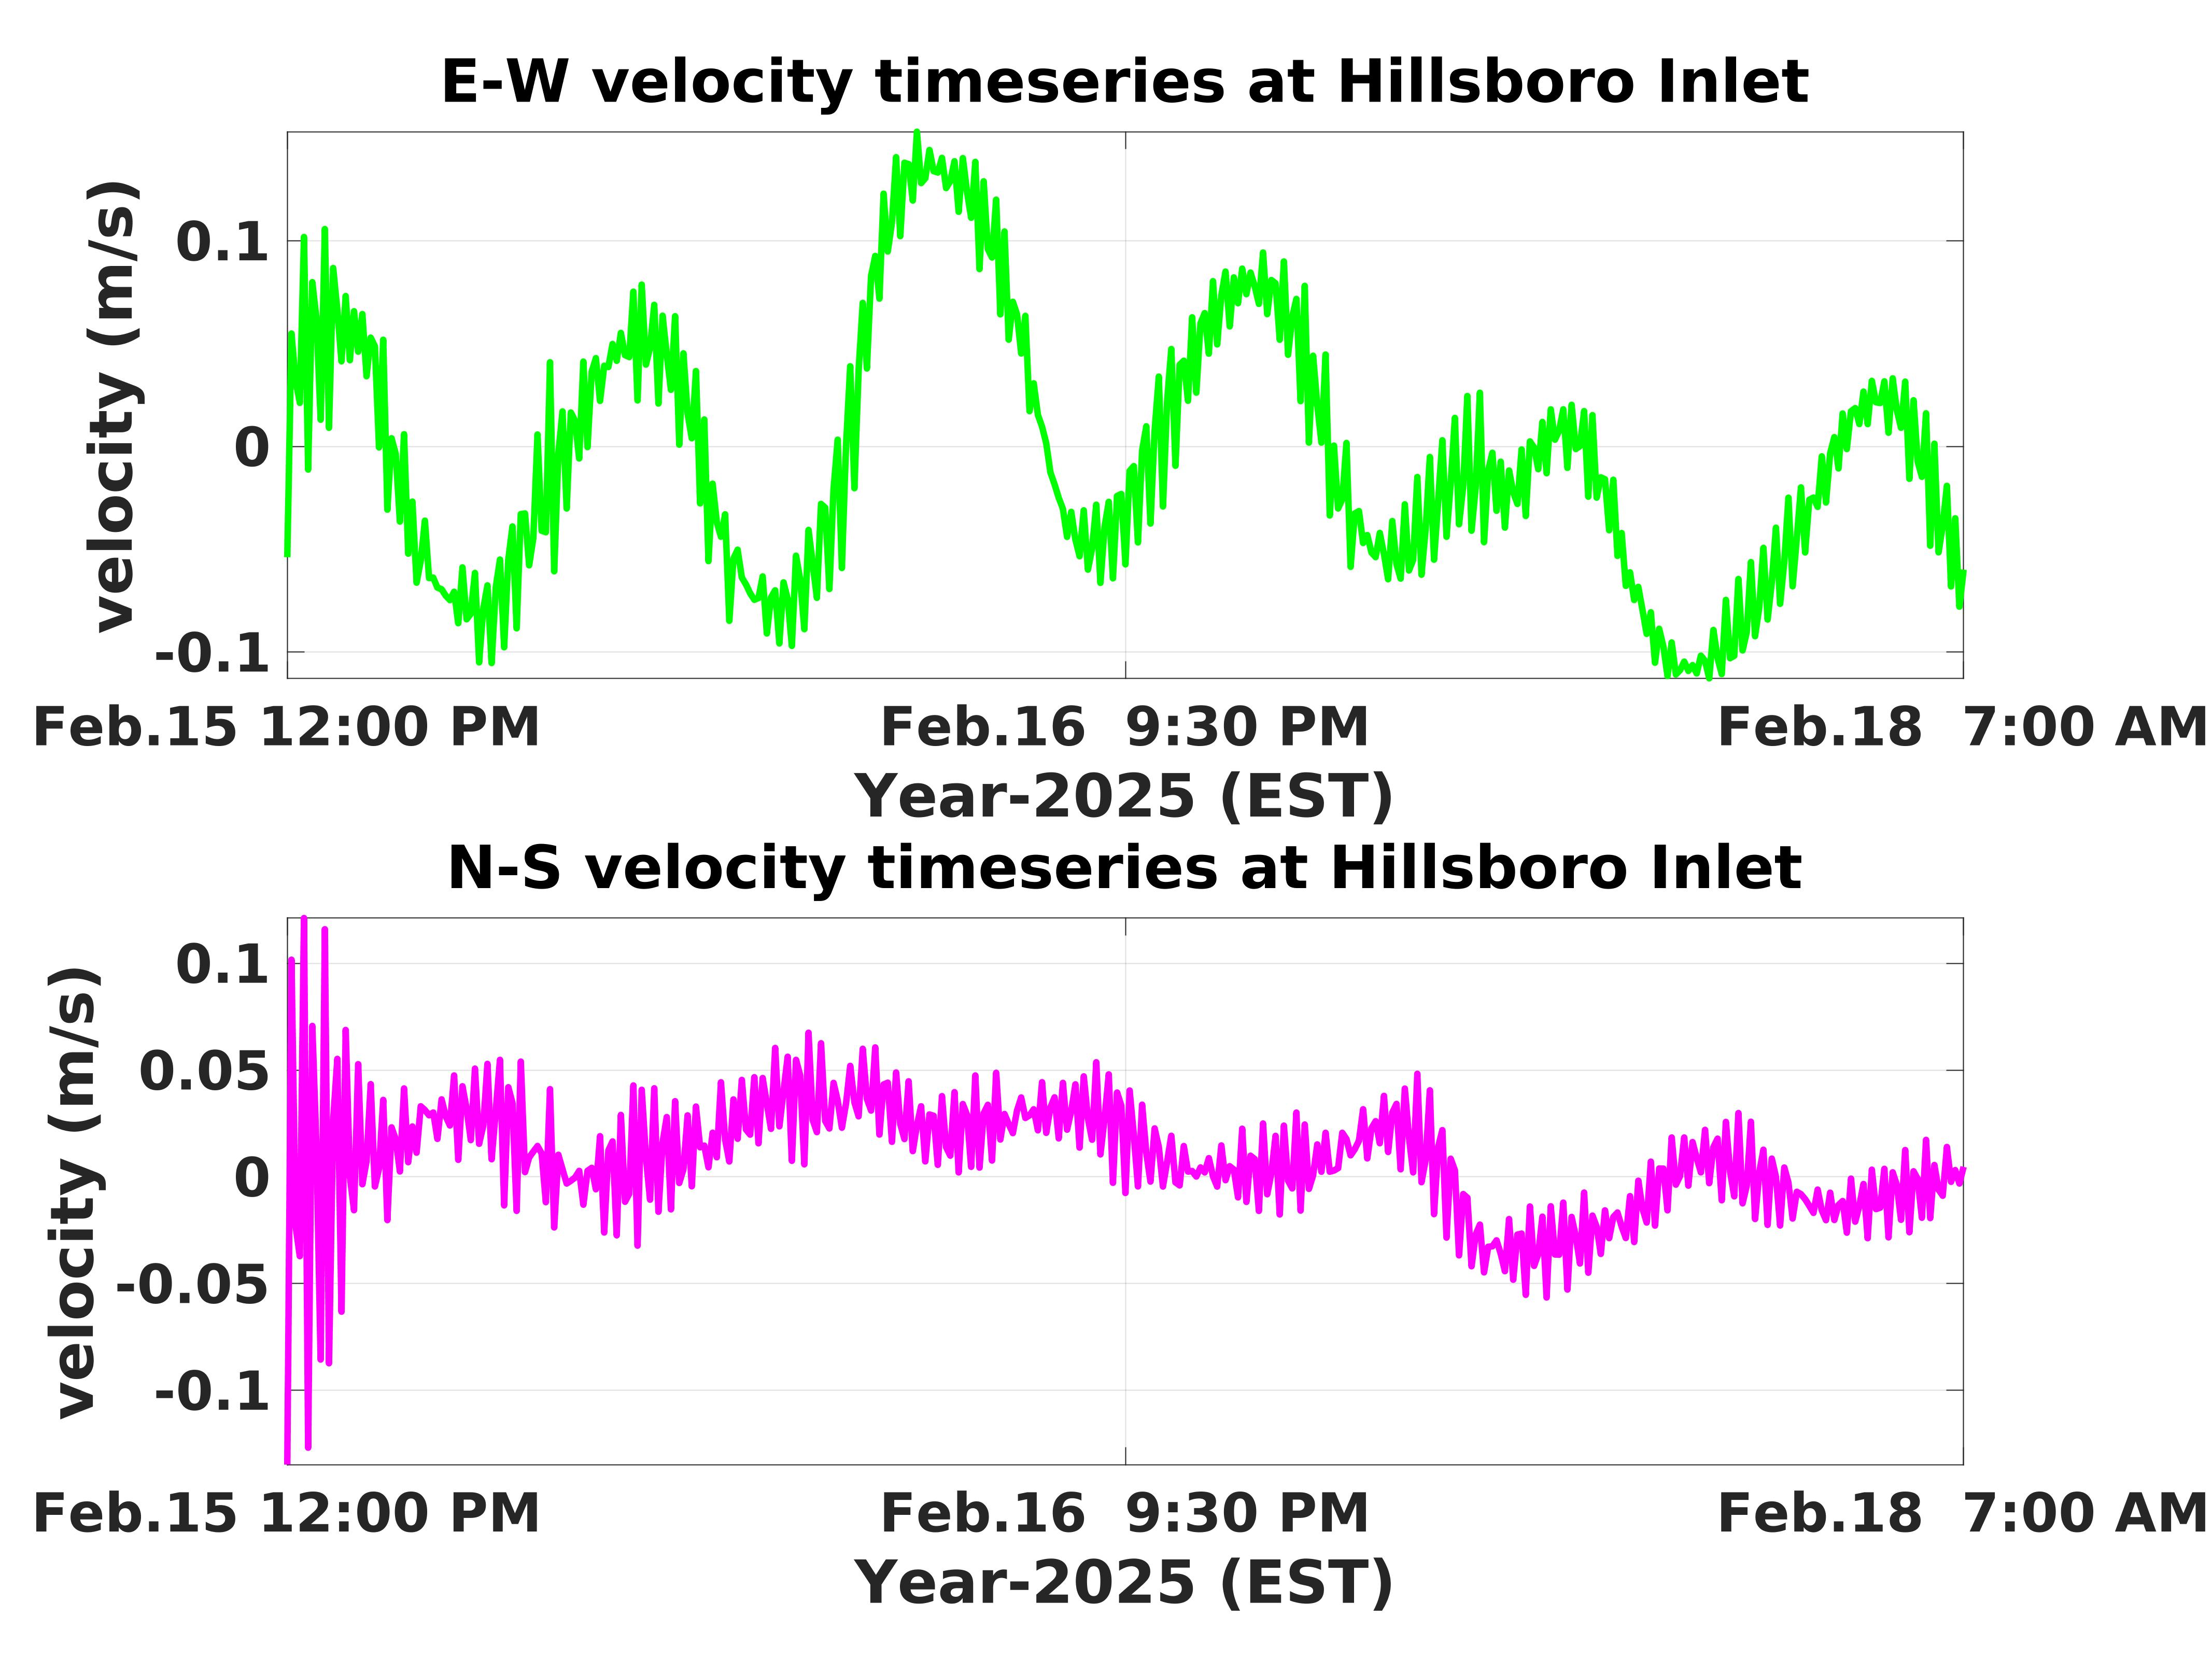 E-W velocity timeseries at Hillsboro Inlet
velocity (m/s)
0.1
0
-0.1
Feb.15 12:00 PM Feb.16  9:30 PM Feb.18  7:00 AM
Year-2025 (EST)
N-S velocity timeseries at Hillsboro Inlet
velocity (m/s)
0.1
0.05
0
-0.05
-0.1
Feb.15 12:00 PM Feb.16  9:30 PM Feb.18  7:00 AM
Year-2025 (EST)